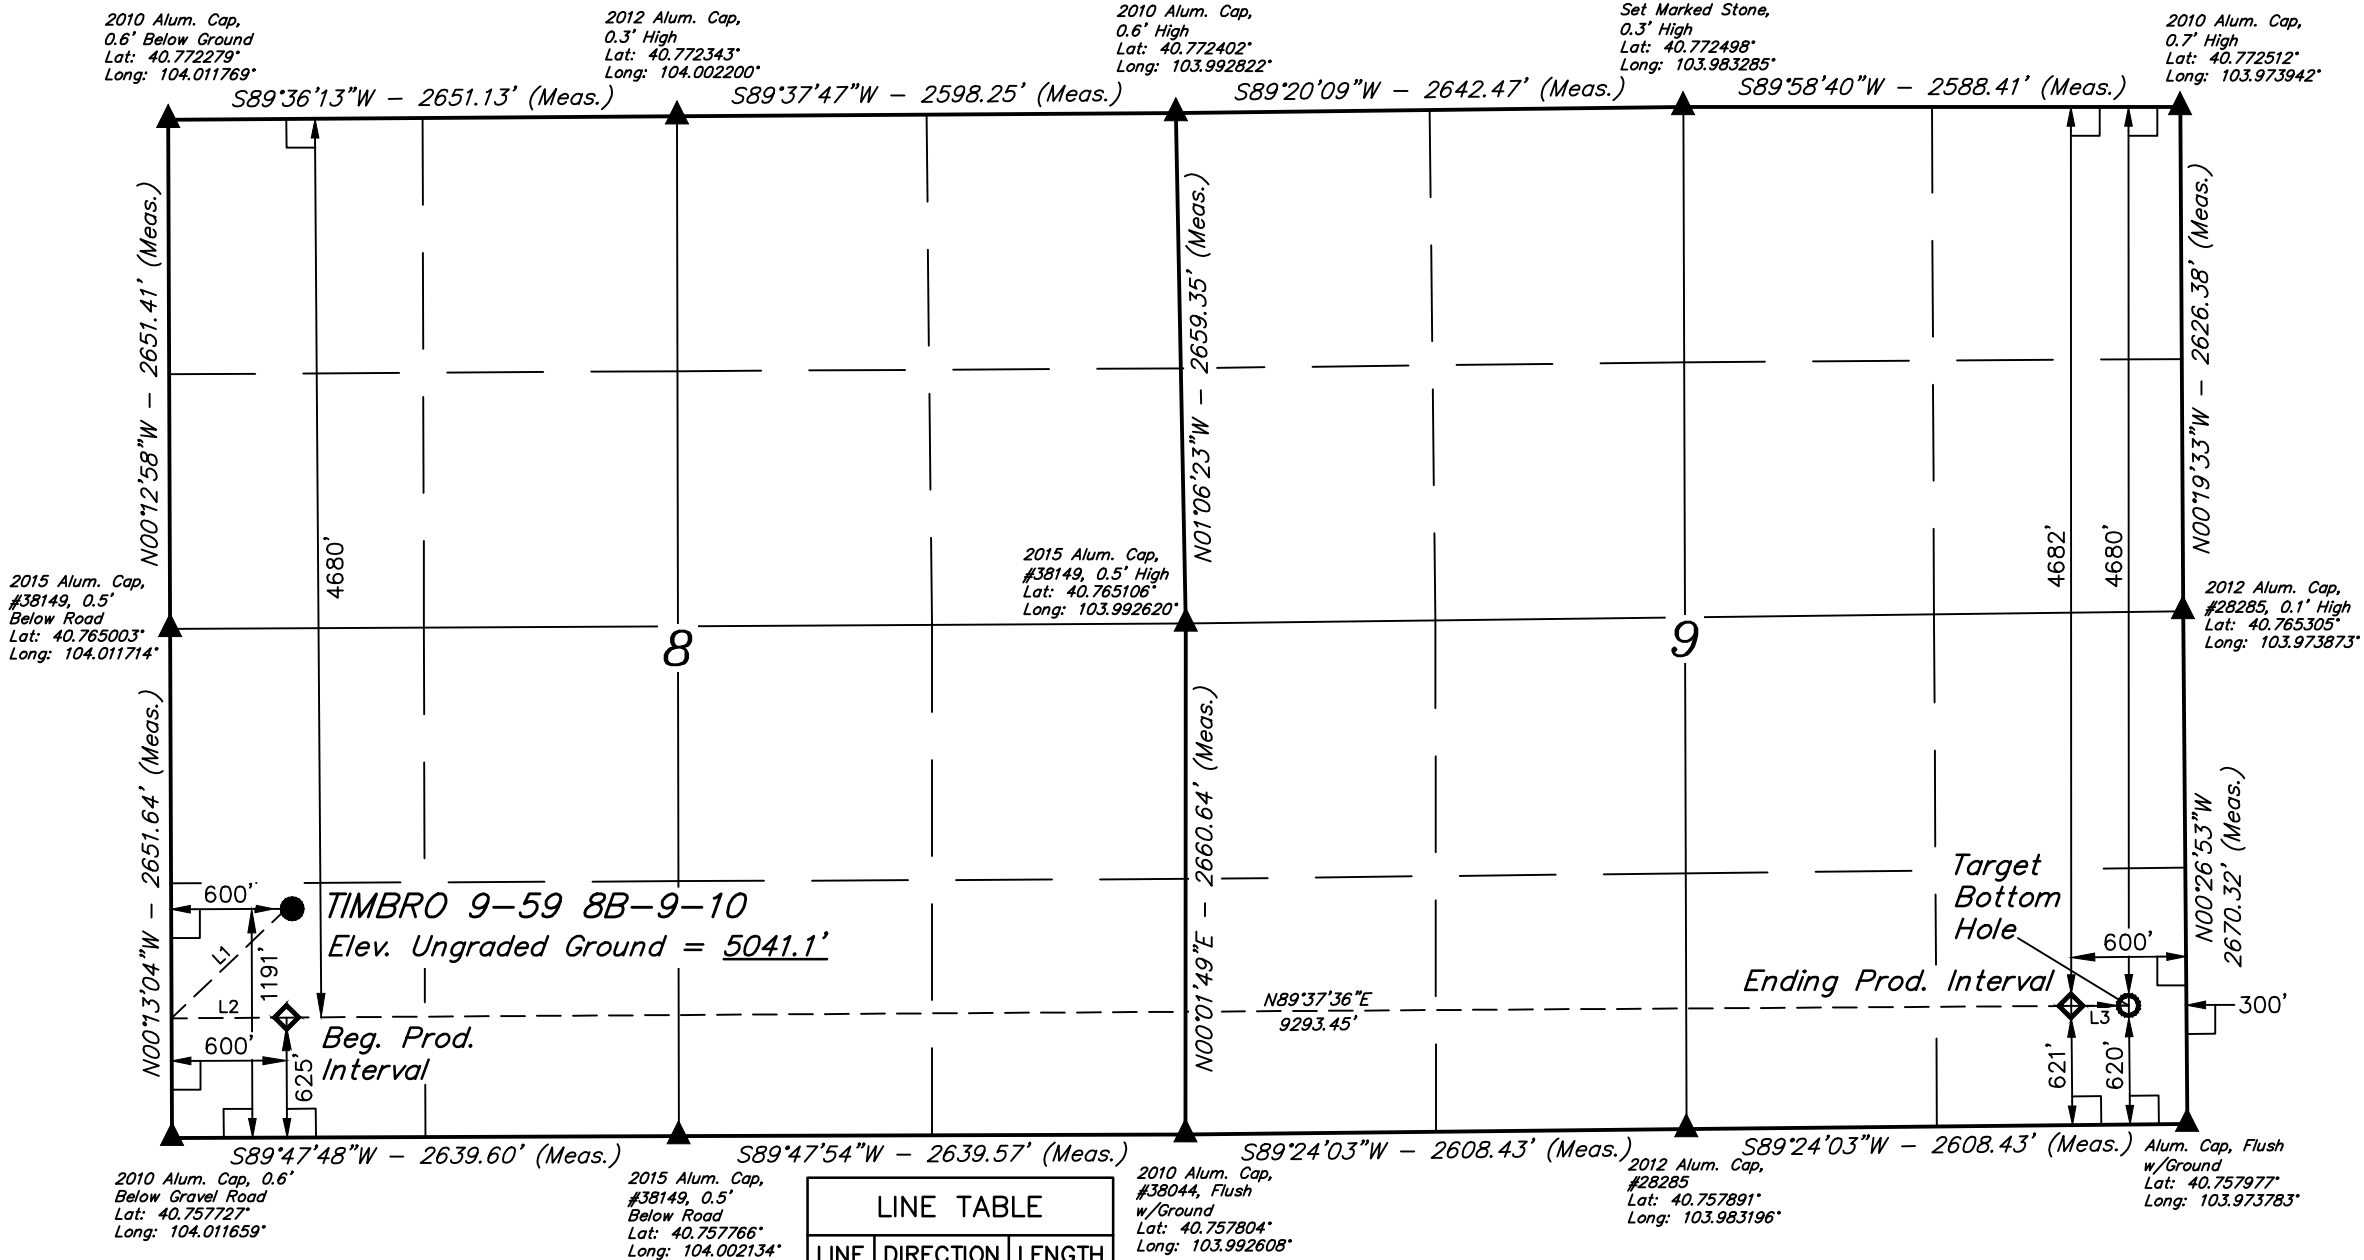 2010 Alum. Cap,
0.6' Below Ground
Lat: 40.772279°
Long: 104.011769°
2012 Alum. Cap,
0.3' High
Lat: 40.772343°
Long: 104.002200°
2010 Alum. Cap,
0.6' High
Lat: 40.772402°
Long: 103.992822°
Set Marked Stone,
0.3' High
Lat: 40.772498°
Long: 103.983285°
2010 Alum. Cap,
0.7' High
Lat: 40.772512°
Long: 103.973942°
S89°36'13"W - 2651.13' (Meas.)
S89°37'47"W - 2598.25' (Meas.)
S89°20'09"W - 2642.47' (Meas.)
S89°58'40"W - 2588.41' (Meas.)
N00°12'58"W - 2651.41' (Meas.)
N01°06'23"W - 2659.35' (Meas.)
N00°19'33"W - 2626.38' (Meas.)
4680'
4682'
4680'
2015 Alum. Cap,
#38149, 0.5'
Below Road
Lat: 40.765003°
Long: 104.011714°
2015 Alum. Cap,
#38149, 0.5' High
Lat: 40.765106°
Long: 103.992620°
2012 Alum. Cap,
#28285, 0.1' High
Lat: 40.765305°
Long: 103.973873°
8
9
N00°13'04"W - 2651.64' (Meas.)
N00°01'49"E - 2660.64' (Meas.)
N00°26'53"W
2670.32' (Meas.)
600'
TIMBRO 9-59 8B-9-10
Elev. Ungraded Ground = 5041.1'
L1
1191'
L2
Beg. Prod.
Interval
600'
625'
N89°37'36"E
9293.45'
Target
Bottom
Hole
600'
Ending Prod. Interval
L3
300'
621'
620'
S89°47'48"W - 2639.60' (Meas.)
S89°47'54"W - 2639.57' (Meas.)
S89°24'03"W - 2608.43' (Meas.)
S89°24'03"W - 2608.43' (Meas.)
2010 Alum. Cap, 0.6'
Below Gravel Road
Lat: 40.757727°
Long: 104.011659°
2015 Alum. Cap,
#38149, 0.5'
Below Road
Lat: 40.757766°
Long: 104.002134°
2010 Alum. Cap,
#38044, Flush
w/Ground
Lat: 40.757804°
Long: 103.992608°
2012 Alum. Cap,
#28285
Lat: 40.757891°
Long: 103.983196°
Alum. Cap, Flush
w/Ground
Lat: 40.757977°
Long: 103.973783°
LINE TABLE
LINE DIRECTION LENGTH